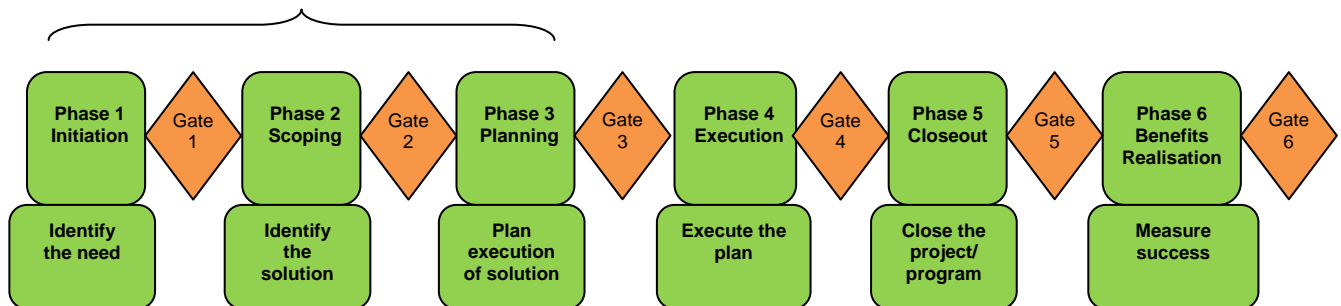 Phase 1
Initiation
Gate
1
Phase 2
Scoping
Gate
2
Phase 3
Planning
Gate
3
Phase 4
Execution
Gate
4
Phase 5
Closeout
Gate
5
Phase 6
Benefits
Realisation
Gate
6
Identify
the need
Identify
the
solution
Plan
execution
of solution
Execute the
plan
Close the
project/
program
Measure
success